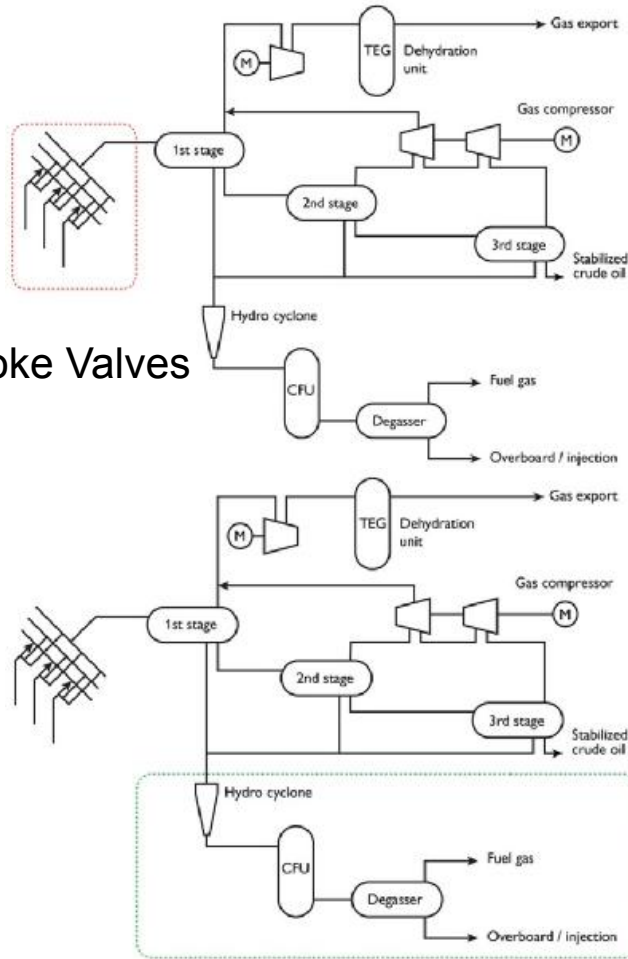 Gas export
TEG
Dehydration
unit
M
Gas compressor
M
1st stage
2nd stage
3rd stage
Stabilized
crude oil
Hydro cyclone
oke Valves
CFU
Fuel gas
Degasser
Overboard / injection
Gas export
TEG
Dehydration
unit
M
Gas compressor
M
1st stage
2nd stage
3rd stage
Stabilized
crude oil
Hydro cyclone
CFU
Fuel gas
Degasser
Overboard / injection